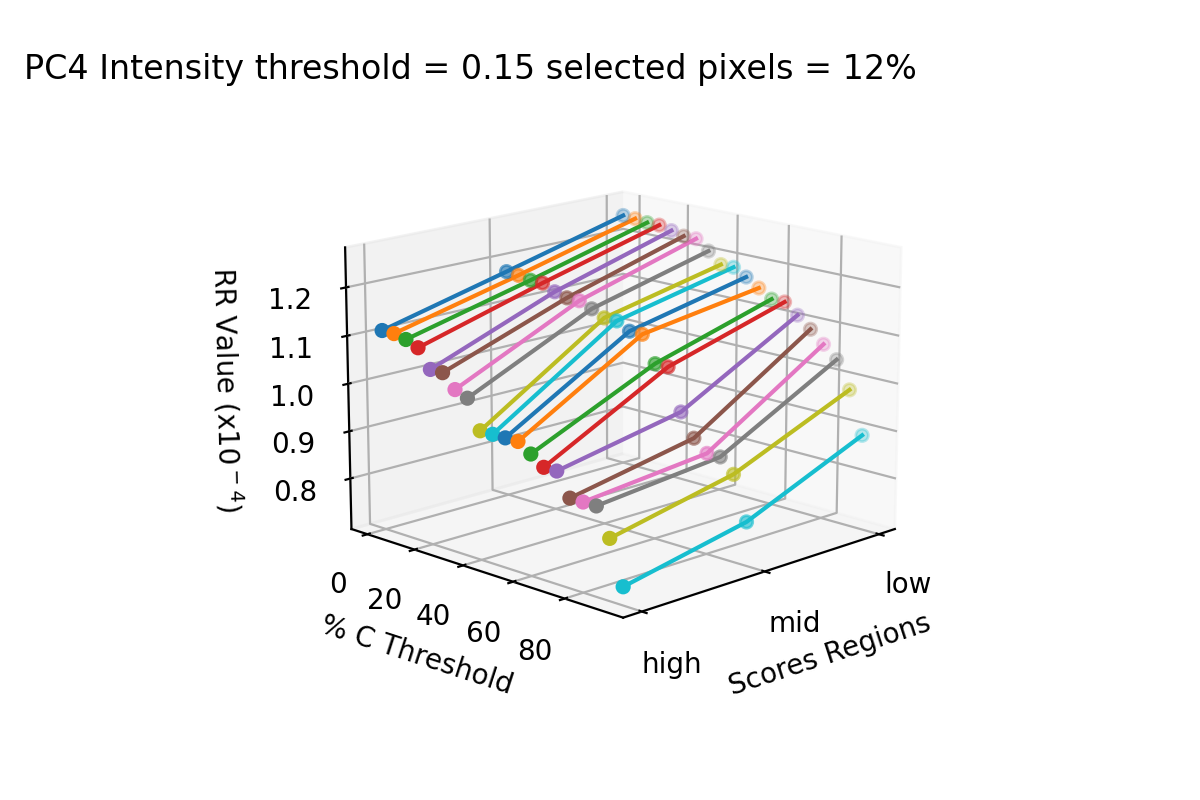 PC4 Intensity threshold = 0.15 selected pixels = 12%
RR Value (x10⁻⁴)
1.2
1.1
1.0
0.9
0.8
0
20
40
60
80
% C Threshold
high
mid
low
Scores Regions